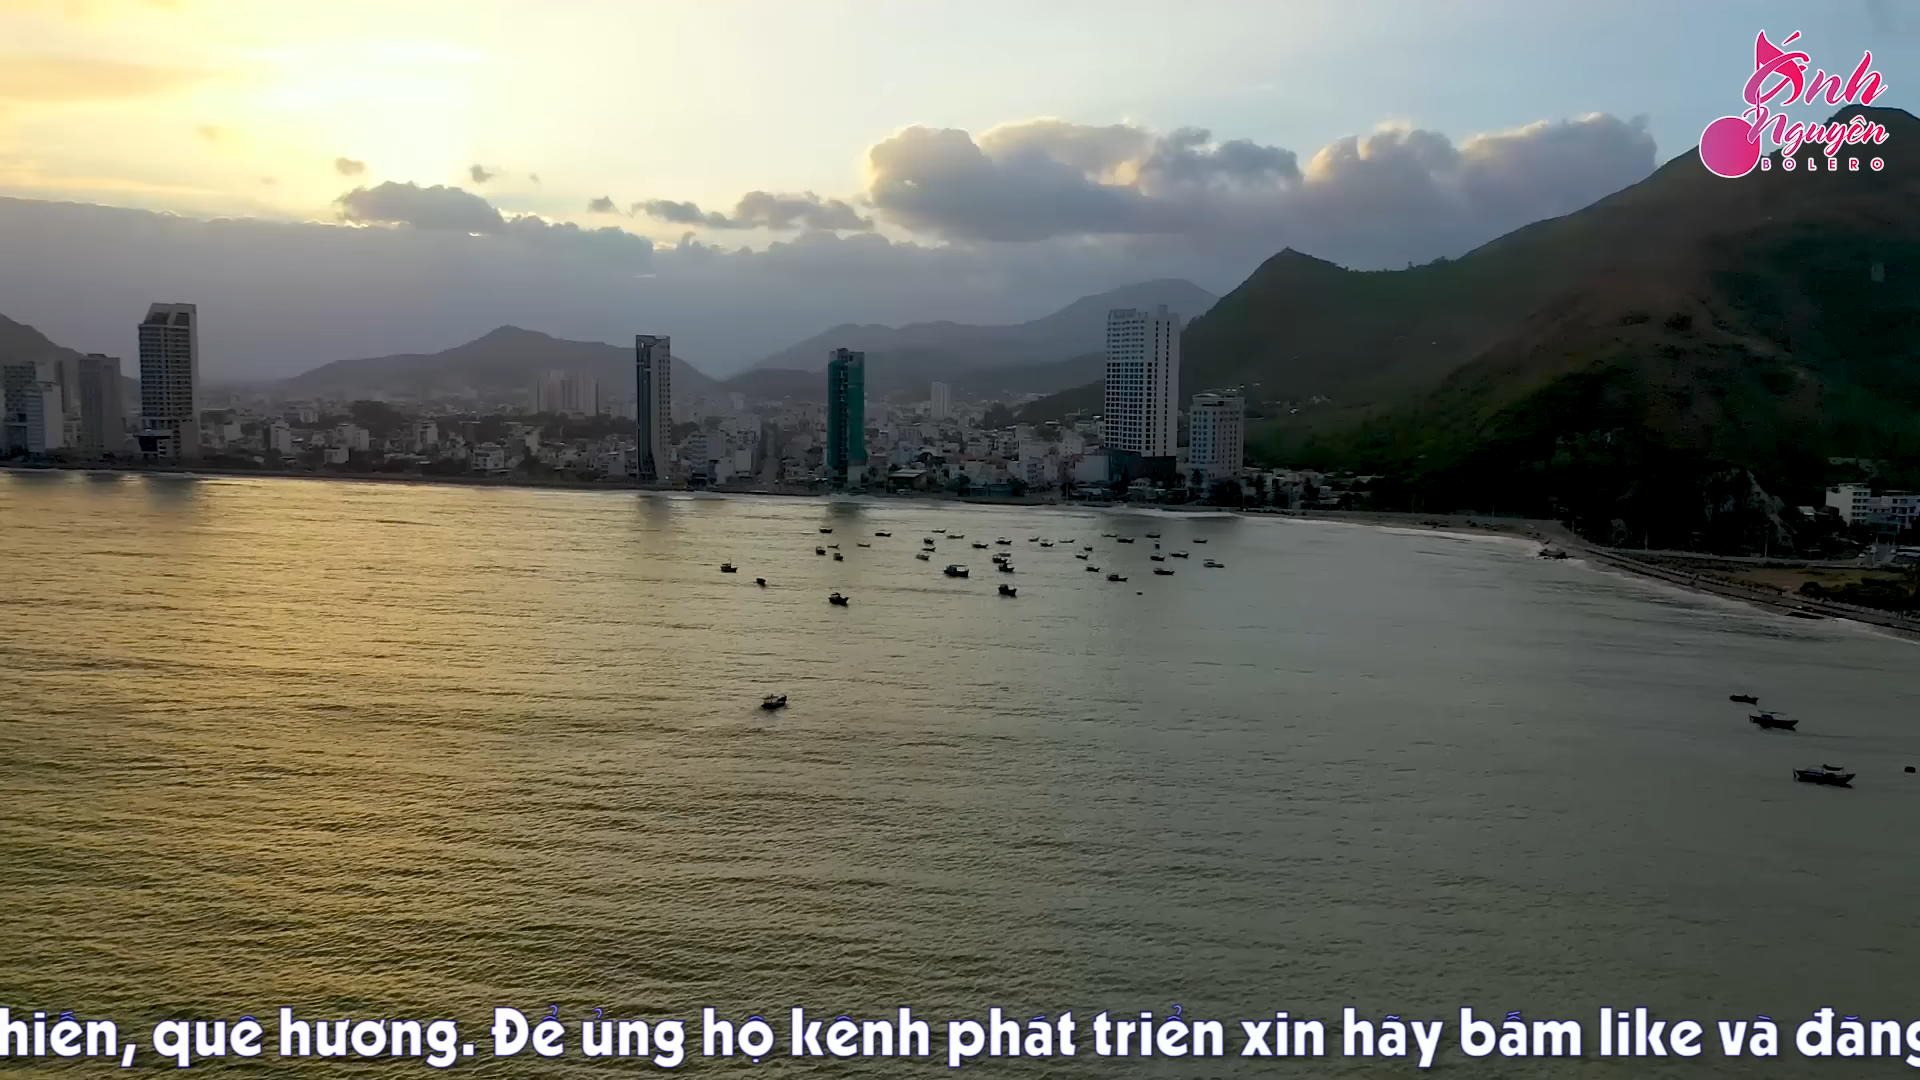 Ánh
Nguyên
BOLERO
hiên, quê hương. Để ủng hộ kênh phát triển xin hãy bấm like và đăng